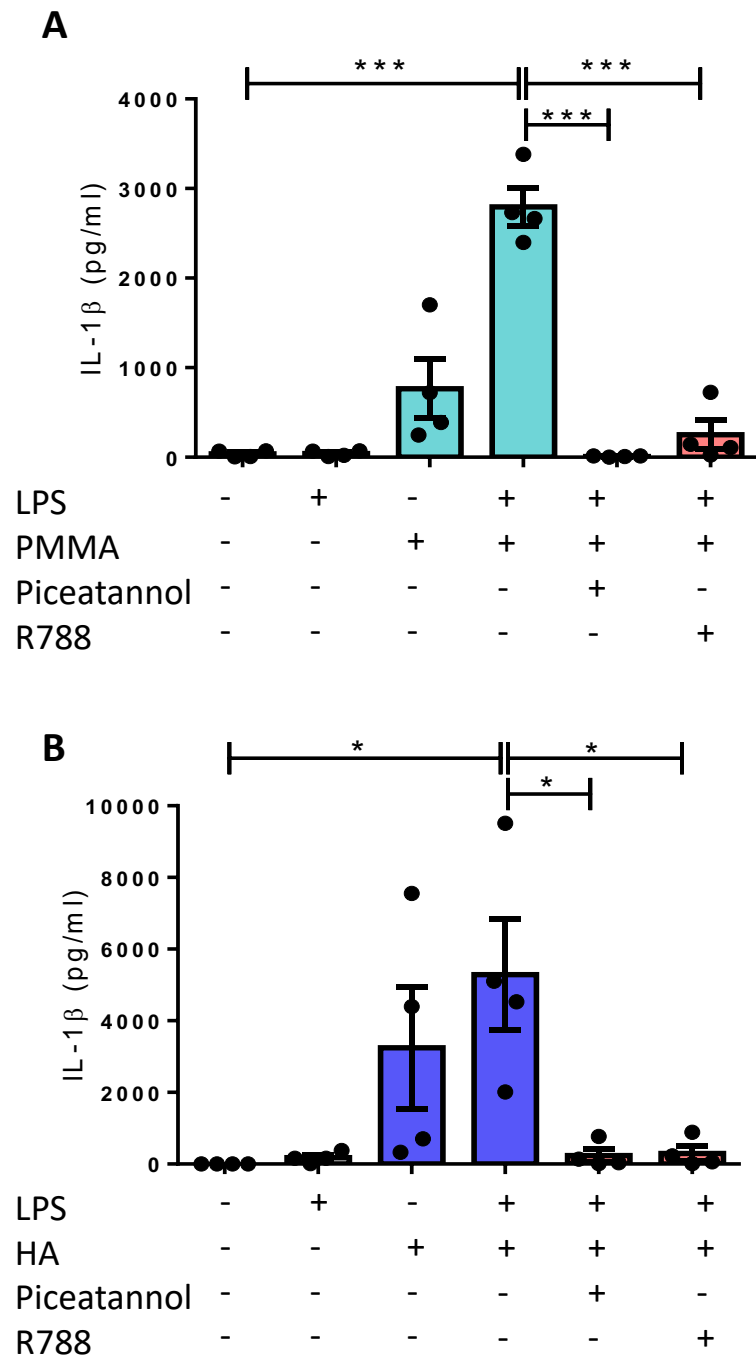 A
*** ***
***
4000
3000
2000
1000
0
IL-1β (pg/ml)
LPS - + - + + +
PMMA - - + + + +
Piceatannol - - - - + -
R788 - - - - - +
B
* *
*
10000
8000
6000
4000
2000
0
IL-1β (pg/ml)
LPS - + - + + +
HA - - + + + +
Piceatannol - - - - + -
R788 - - - - - +